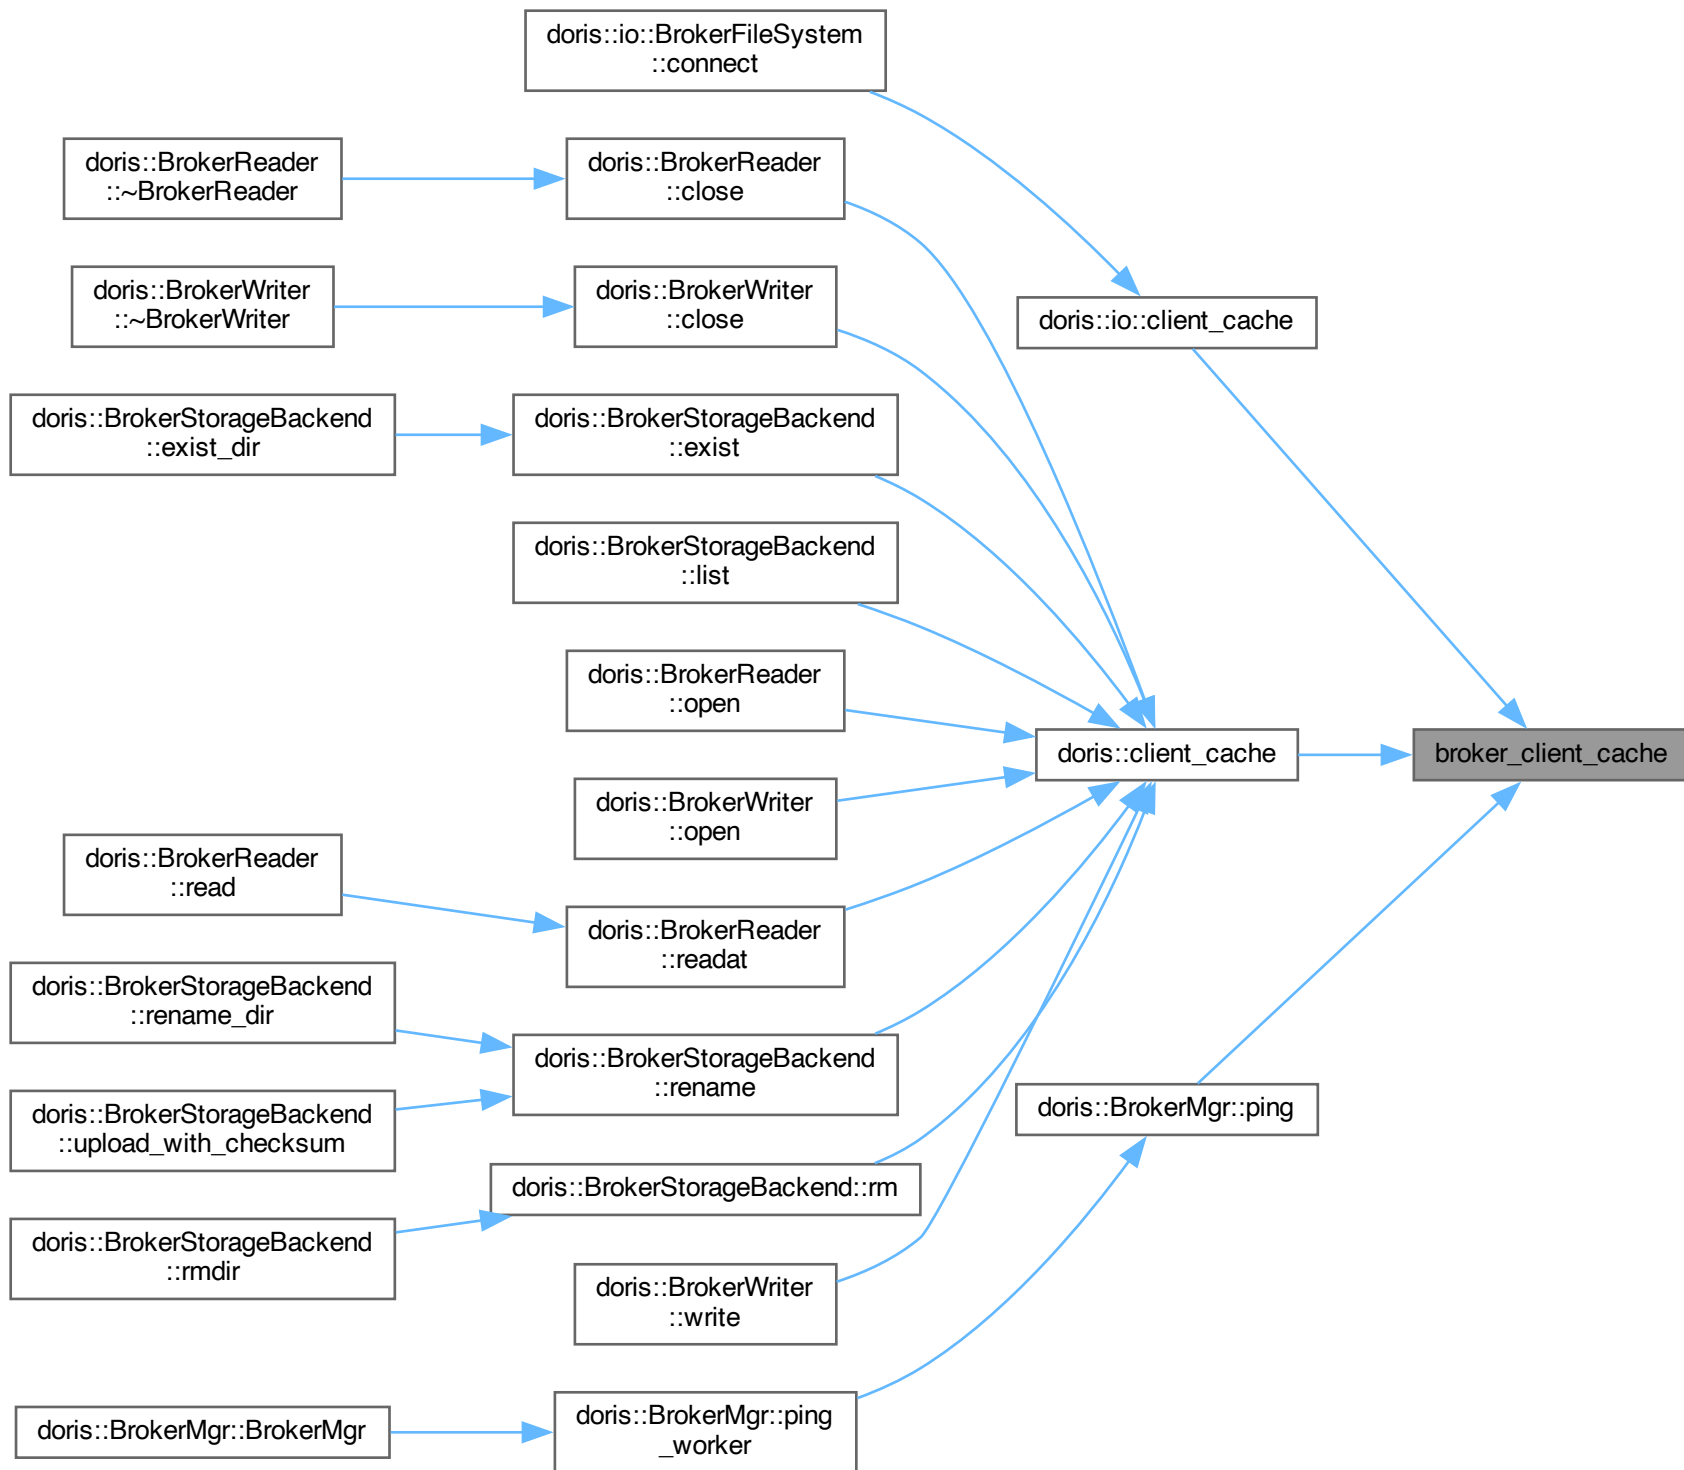 doris::io::BrokerFileSystem
::connect
doris::BrokerReader
::~BrokerReader
doris::BrokerReader
::close
doris::BrokerWriter
::~BrokerWriter
doris::BrokerWriter
::close
doris::io::client_cache
doris::BrokerStorageBackend
::exist_dir
doris::BrokerStorageBackend
::exist
doris::BrokerStorageBackend
::list
doris::BrokerReader
::open
doris::client_cache
broker_client_cache
doris::BrokerWriter
::open
doris::BrokerReader
::read
doris::BrokerReader
::readat
doris::BrokerStorageBackend
::rename_dir
doris::BrokerStorageBackend
::rename
doris::BrokerMgr::ping
doris::BrokerStorageBackend
::upload_with_checksum
doris::BrokerStorageBackend::rm
doris::BrokerStorageBackend
::rmdir
doris::BrokerWriter
::write
doris::BrokerMgr::BrokerMgr
doris::BrokerMgr::ping
_worker